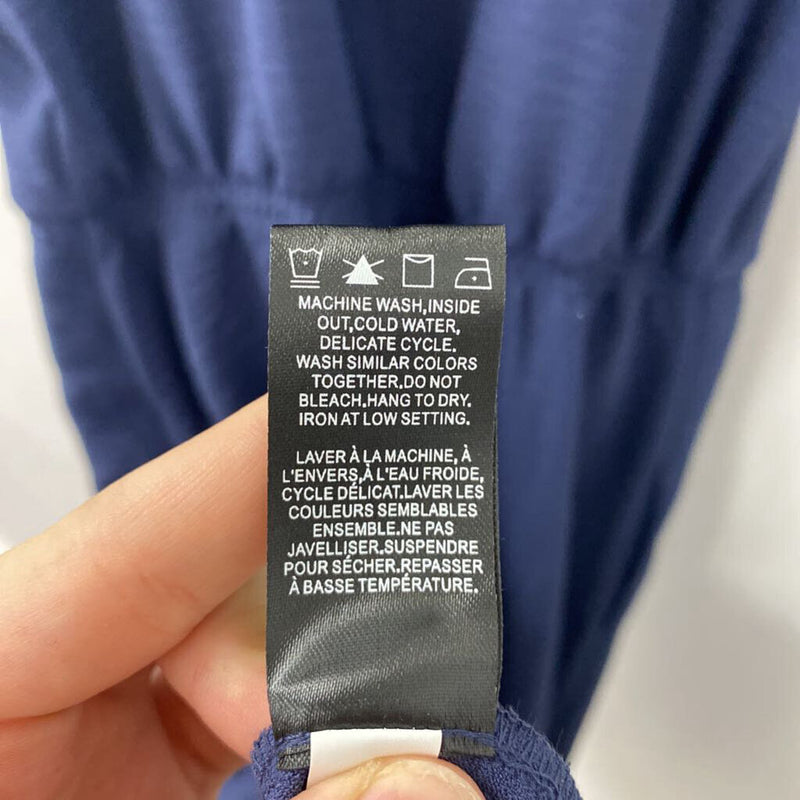 MACHINE WASH,INSIDE
OUT,COLD WATER,
DELICATE CYCLE.
WASH SIMILAR COLORS
TOGETHER.DO NOT
BLEACH.HANG TO DRY.
IRON AT LOW SETTING.
LAVER À LA MACHINE, À
L'ENVERS,À L'EAU FROIDE,
CYCLE DÉLICAT.LAVER LES
COULEURS SEMBLABLES
ENSEMBLE.NE PAS
JAVELLISER.SUSPENDRE
POUR SÉCHER.REPASSER
À BASSE TEMPÉRATURE.